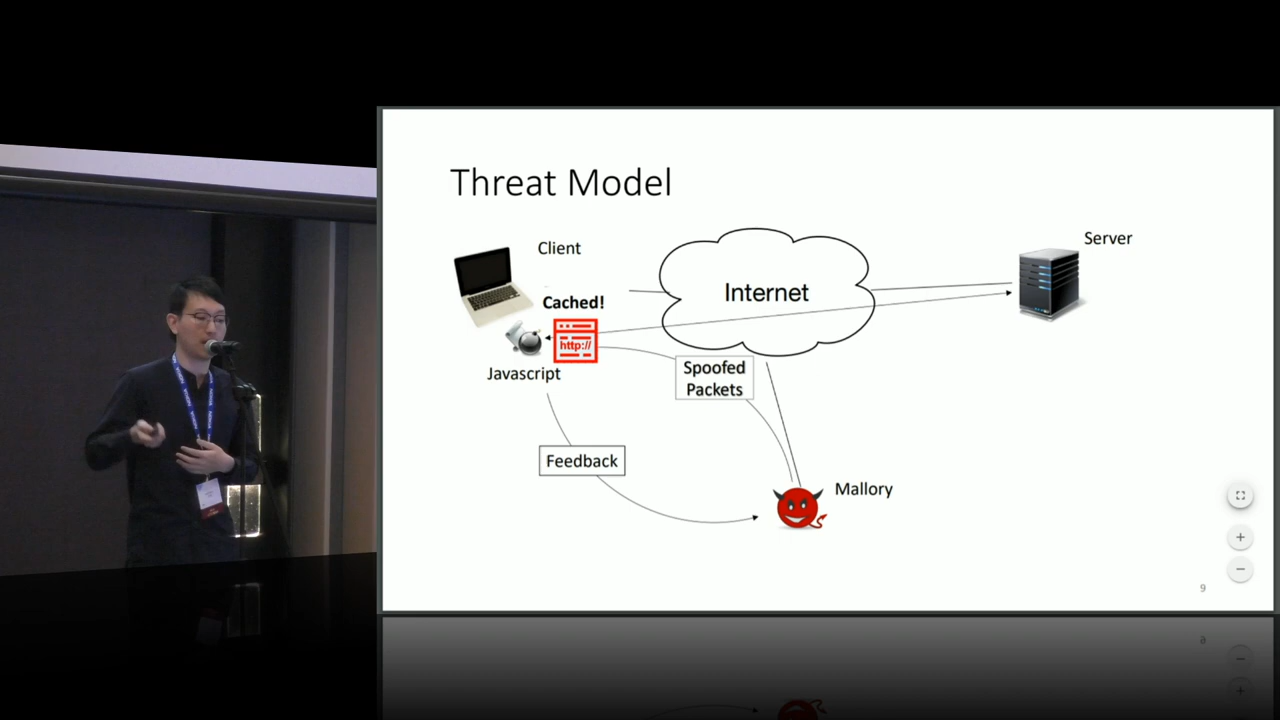 Threat Model
Client
Server
Internet
Cached!
http://
Javascript
Spoofed
Packets
Feedback
Mallory
9